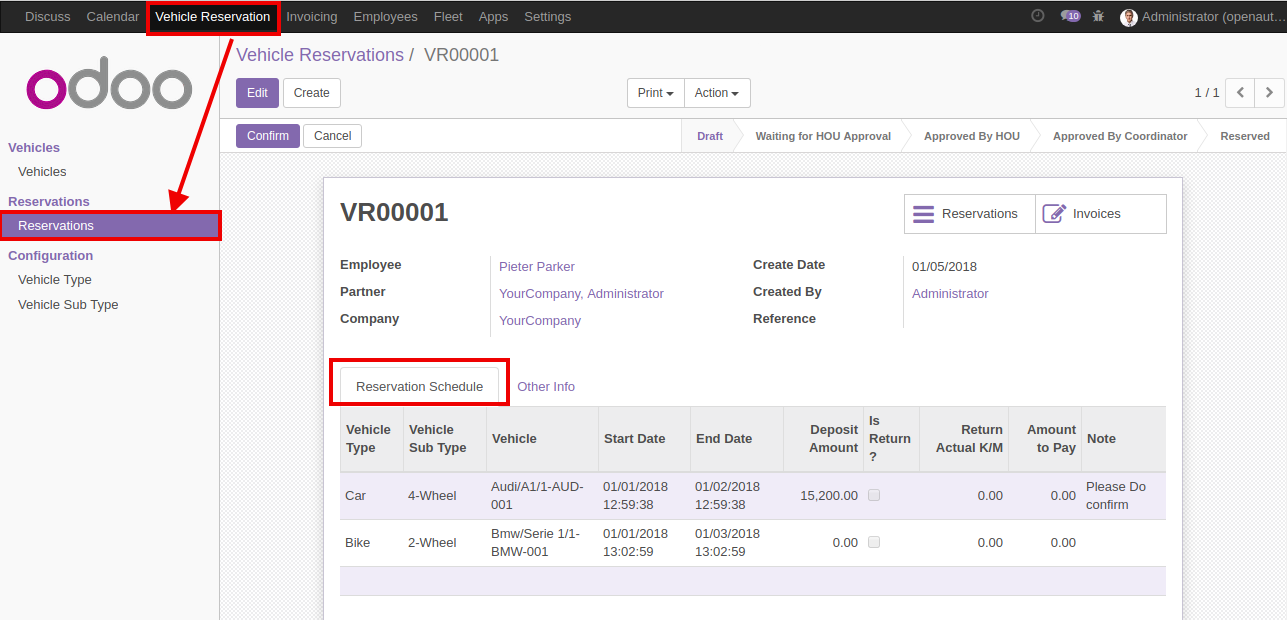 Discuss Calendar Vehicle Reservation Invoicing Employees Fleet Apps Settings 10 Administrator (openaut...
odoo
Vehicles
Vehicles
Reservations
Reservations
Configuration
Vehicle Type
Vehicle Sub Type
Vehicle Reservations / VR00001
Edit Create Print Action 1 / 1
Confirm Cancel Draft Waiting for HOU Approval Approved By HOU Approved By Coordinator Reserved
VR00001 Reservations Invoices
Employee Pieter Parker Create Date 01/05/2018
Partner YourCompany, Administrator Created By Administrator
Company YourCompany Reference
Reservation Schedule Other Info
Vehicle Type Vehicle Sub Type Vehicle Start Date End Date Deposit Amount Is Return ? Return Actual K/M Amount to Pay Note
Car 4-Wheel Audi/A1/1-AUD-001 01/01/2018 12:59:38 01/02/2018 12:59:38 15,200.00 0.00 0.00 Please Do confirm
Bike 2-Wheel Bmw/Serie 1/1-BMW-001 01/01/2018 13:02:59 01/03/2018 13:02:59 0.00 0.00 0.00